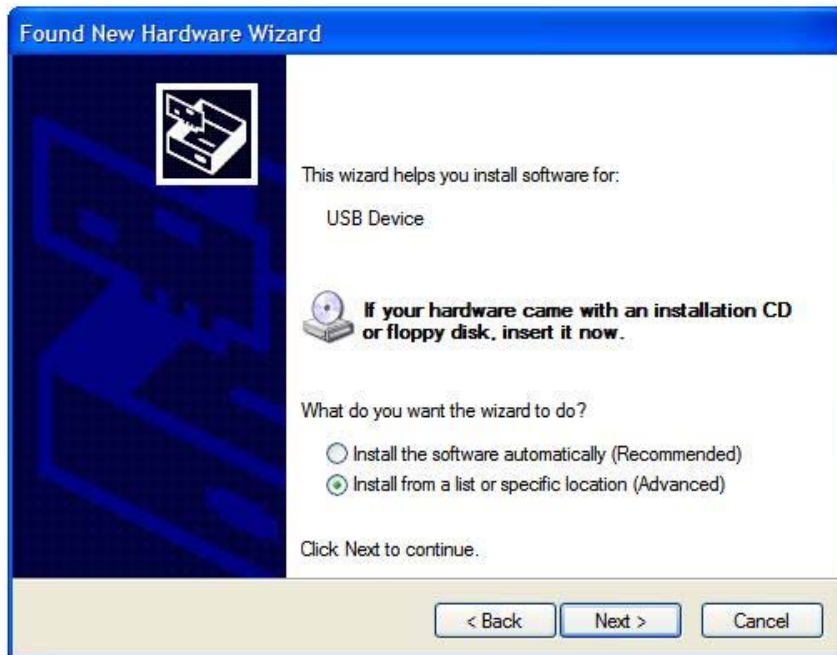 Found New Hardware Wizard
This wizard helps you install software for:
USB Device
If your hardware came with an installation CD
or floppy disk, insert it now.
What do you want the wizard to do?
Install the software automatically (Recommended)
Install from a list or specific location (Advanced)
Click Next to continue.
< Back Next > Cancel